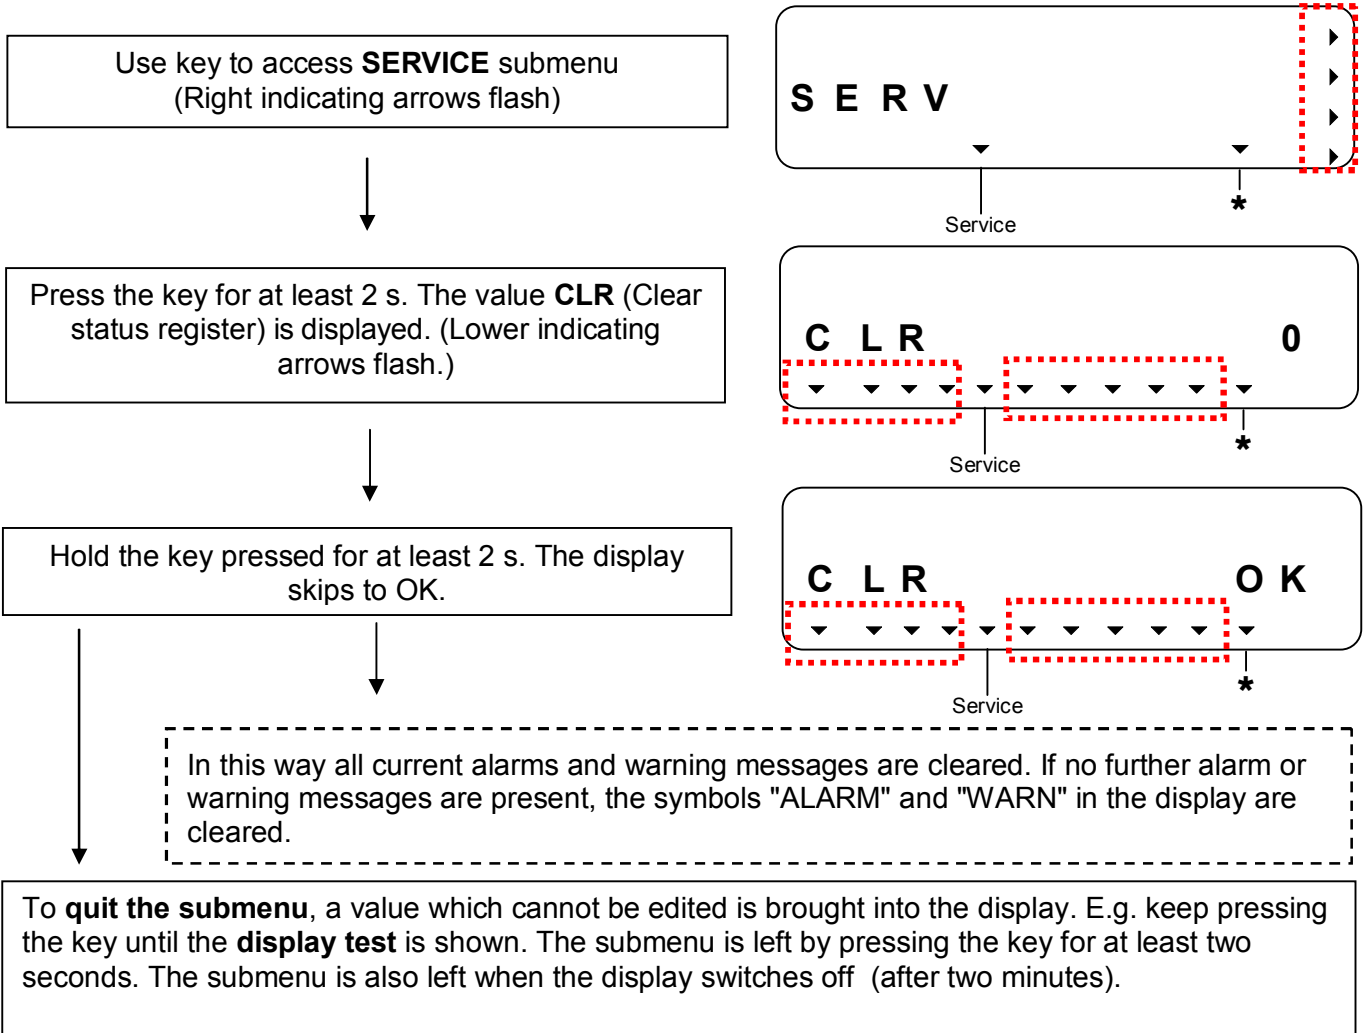 Use key to access SERVICE submenu
(Right indicating arrows flash)
S E R V
*
Service
Press the key for at least 2 s. The value CLR (Clear
status register) is displayed. (Lower indicating
arrows flash.)
C L R 0
*
Service
Hold the key pressed for at least 2 s. The display
skips to OK.
C L R O K
*
Service
In this way all current alarms and warning messages are cleared. If no further alarm or
warning messages are present, the symbols "ALARM" and "WARN" in the display are
cleared.
To quit the submenu, a value which cannot be edited is brought into the display. E.g. keep pressing
the key until the display test is shown. The submenu is left by pressing the key for at least two
seconds. The submenu is also left when the display switches off (after two minutes).